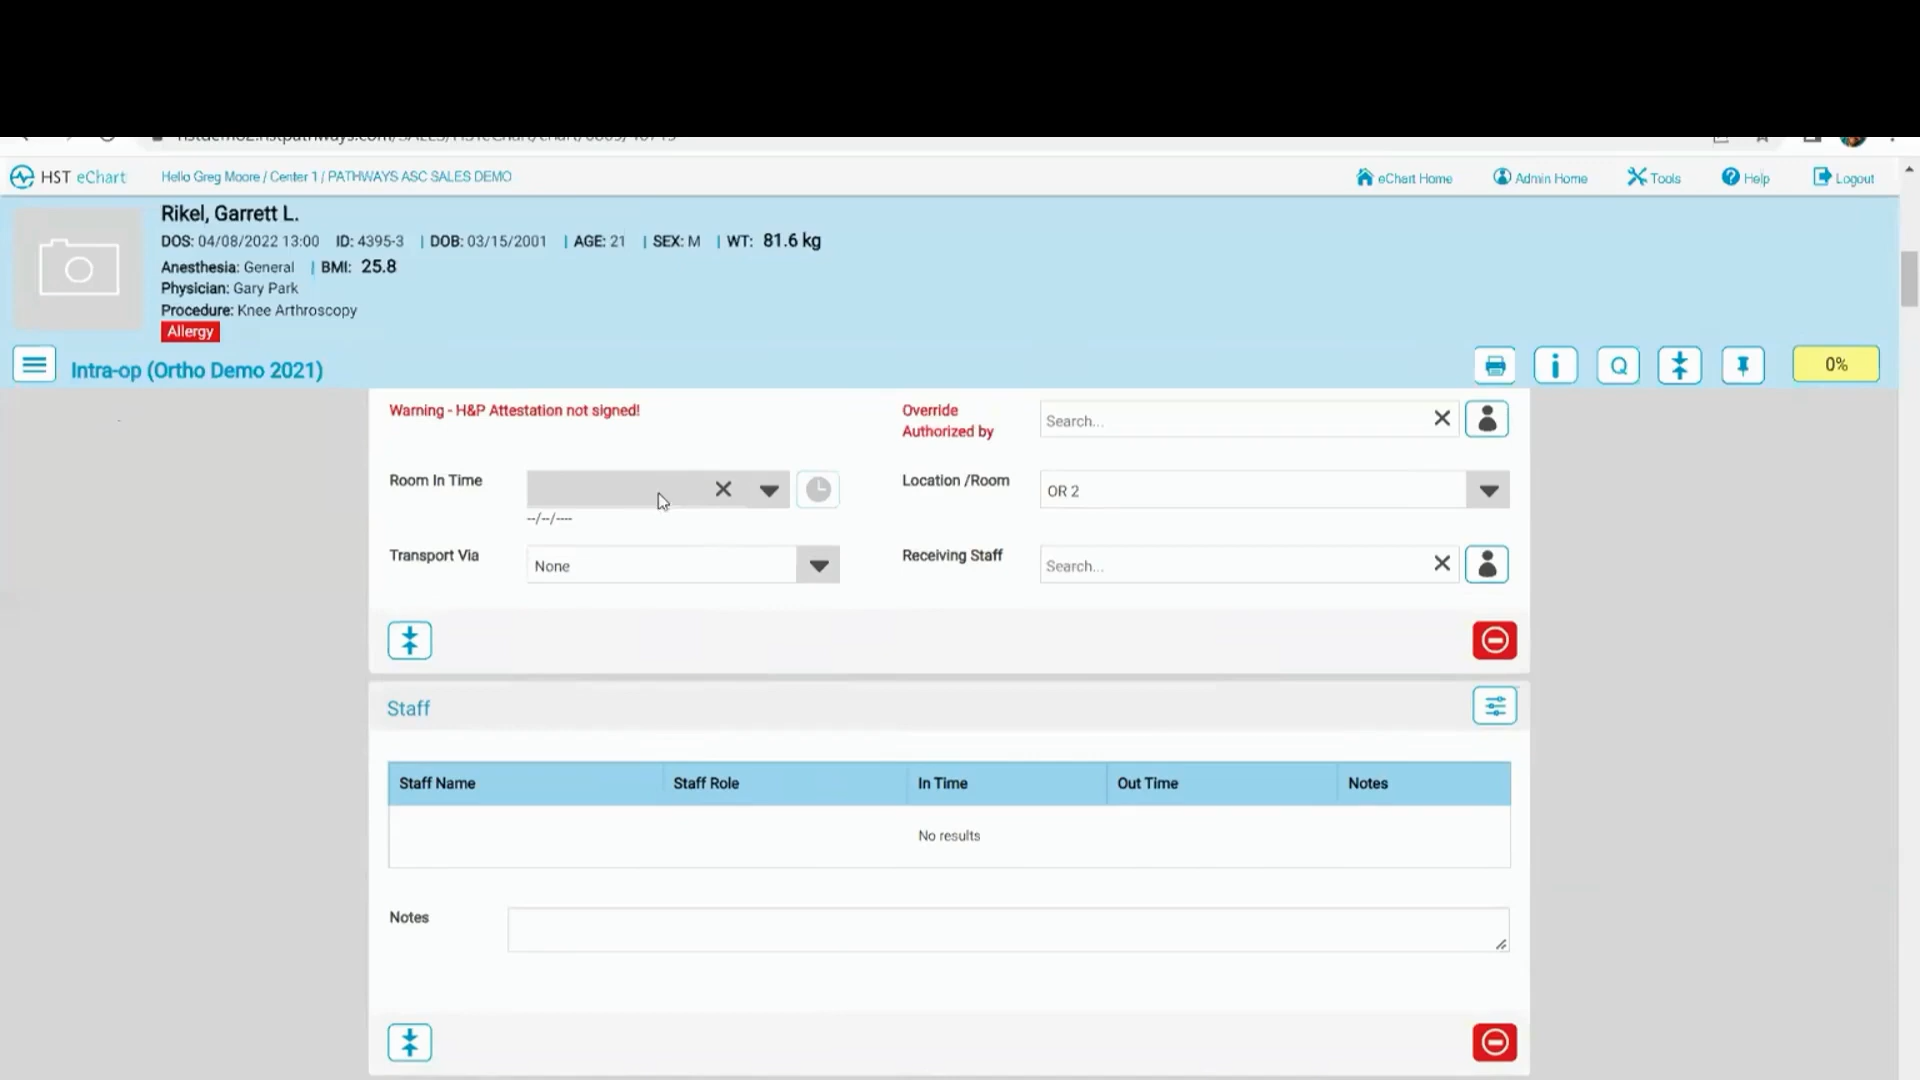 HST eChart Hello Greg Moore / Center 1 / PATHWAYS ASC SALES DEMO eChart Home Admin Home Tools Help Logout
Rikel, Garrett L.
DOS: 04/08/2022 13:00 ID: 4395-3 | DOB: 03/15/2001 | AGE: 21 | SEX: M | WT: 81.6 kg
Anesthesia: General | BMI: 25.8
Physician: Gary Park
Procedure: Knee Arthroscopy
Allergy
Intra-op (Ortho Demo 2021) i Q 0%
Warning - H&P Attestation not signed! Override Authorized by Search...
Room In Time Location /Room OR 2
--/--/----
Transport Via None Receiving Staff Search...
Staff
Staff Name Staff Role In Time Out Time Notes
No results
Notes